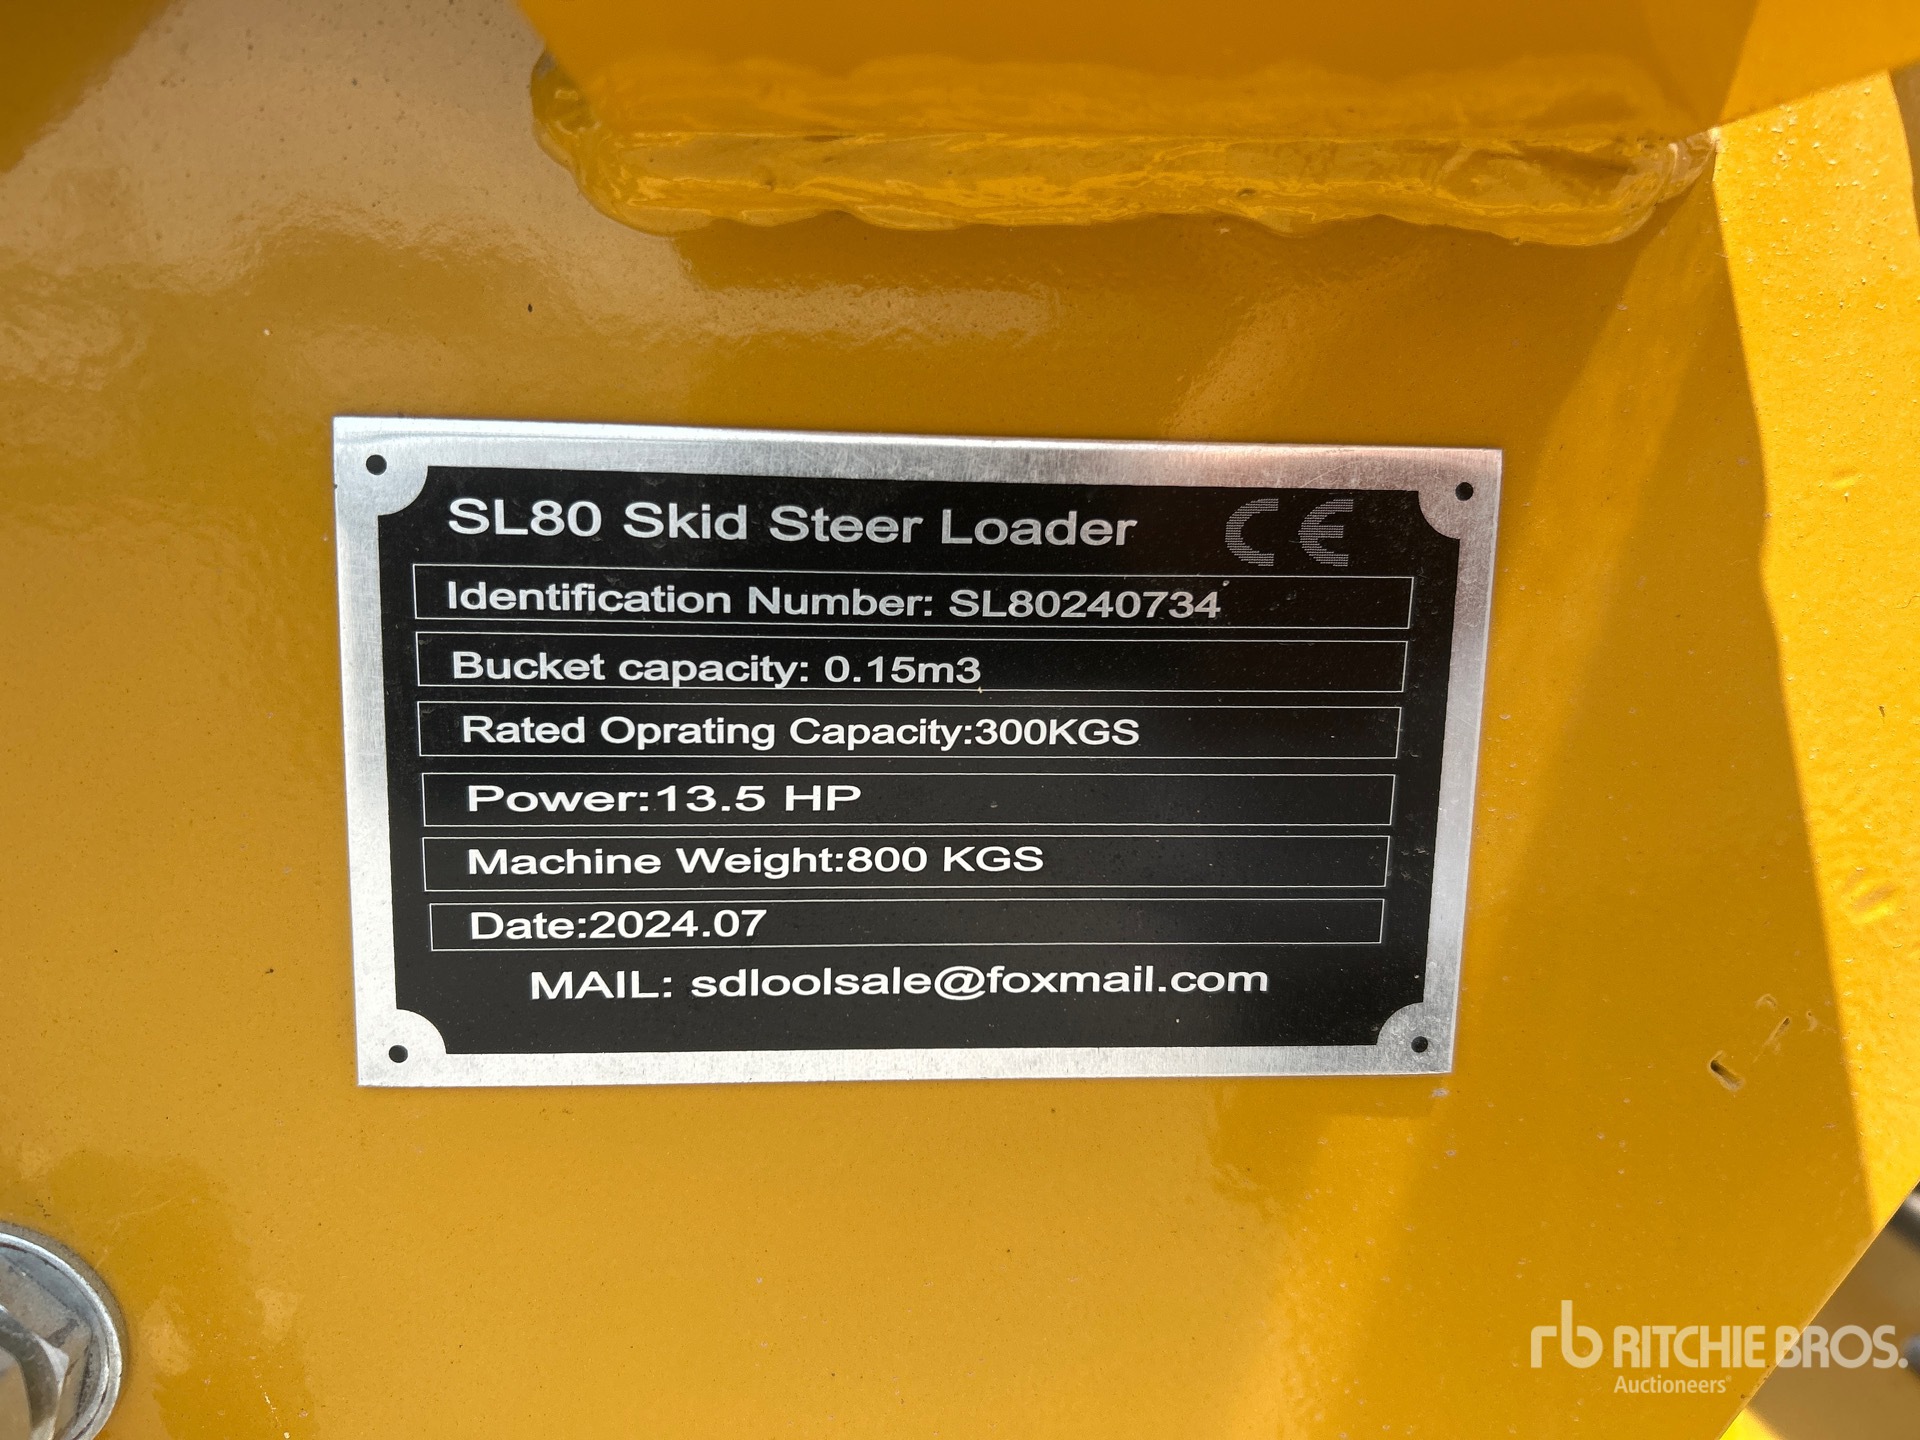 SL80 Skid Steer Loader CE
Identification Number: SL80240734
Bucket capacity: 0.15m3
Rated Oprating Capacity:300KGS
Power:13.5 HP
Machine Weight:800 KGS
Date:2024.07
MAIL: sdloolsale@foxmail.com
rb RITCHIE BROS.
Auctioneers